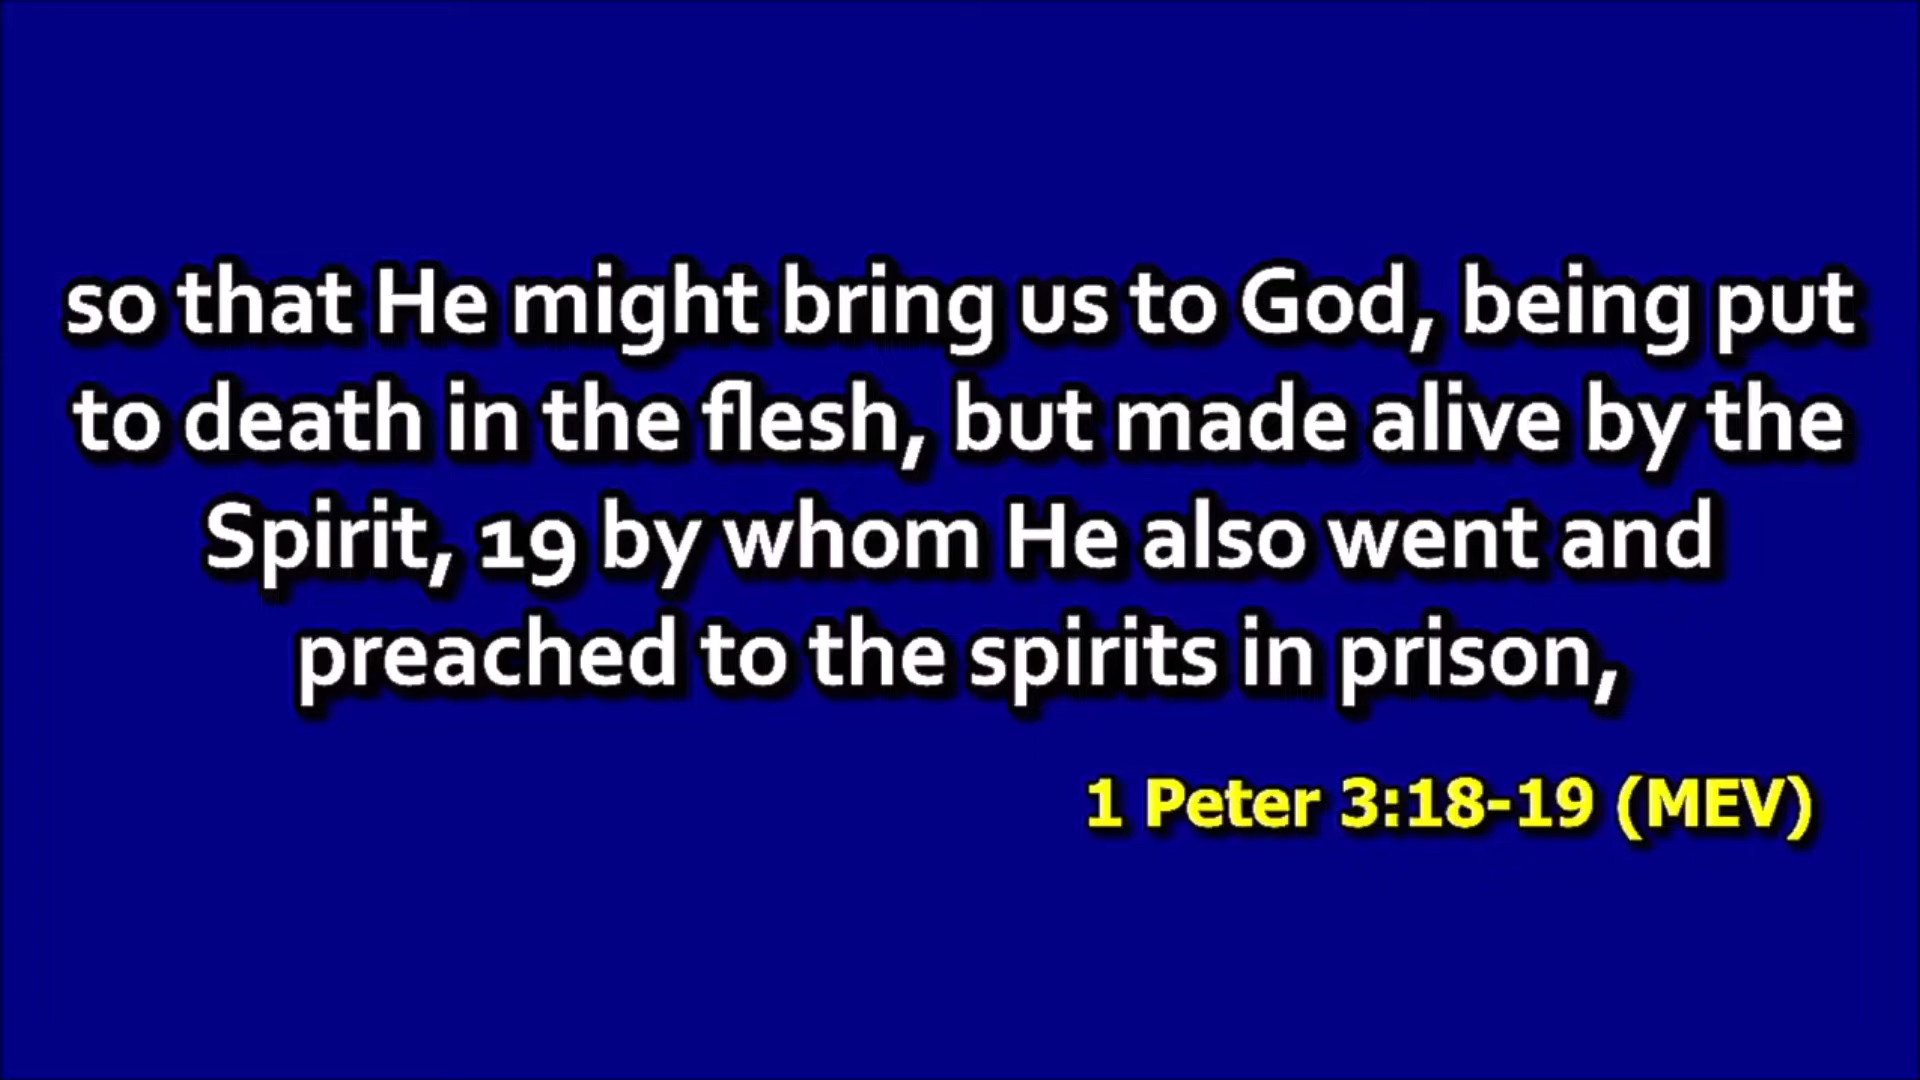 so that He might bring us to God, being put
to death in the flesh, but made alive by the
Spirit, 19 by whom He also went and
preached to the spirits in prison,
1 Peter 3:18-19 (MEV)